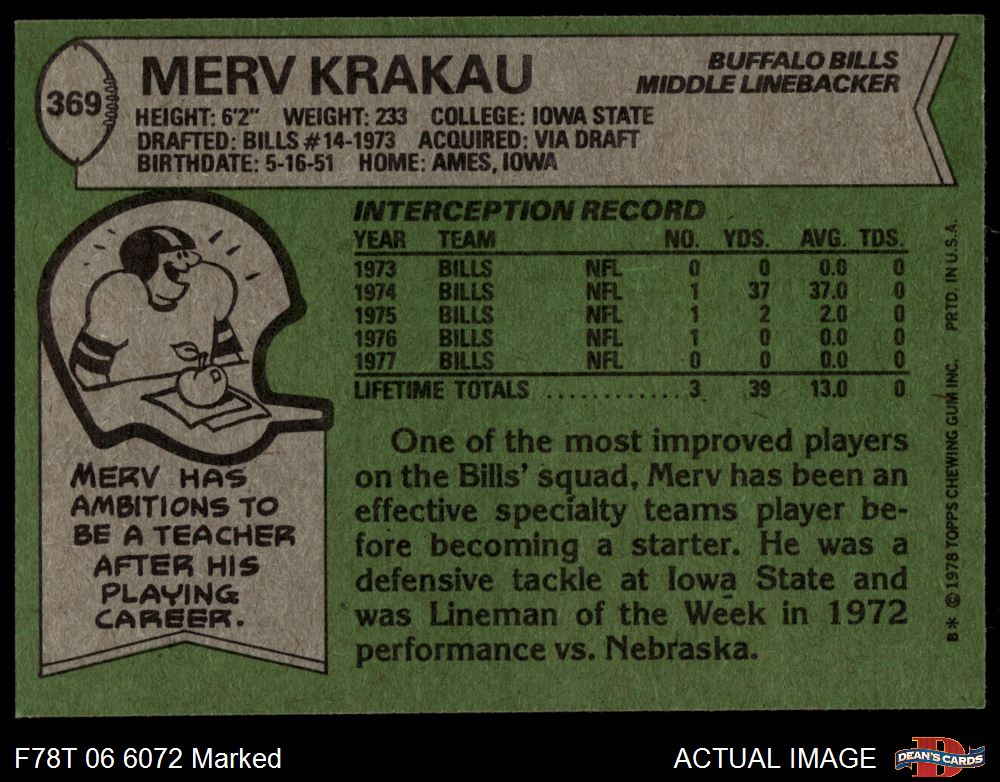 369
MERV KRAKAU
BUFFALO BILLS
MIDDLE LINEBACKER
HEIGHT: 6'2" WEIGHT: 233 COLLEGE: IOWA STATE
DRAFTED: BILLS #14-1973 ACQUIRED: VIA DRAFT
BIRTHDATE: 5-16-51 HOME: AMES, IOWA
INTERCEPTION RECORD
YEAR TEAM NO. YDS. AVG. TDS.
1973 BILLS NFL 0 0 0.0 0
1974 BILLS NFL 1 37 37.0 0
1975 BILLS NFL 1 2 2.0 0
1976 BILLS NFL 1 0 0.0 0
1977 BILLS NFL 0 0 0.0 0
LIFETIME TOTALS ............ 3 39 13.0 0
MERV HAS
AMBITIONS TO
BE A TEACHER
AFTER HIS
PLAYING
CAREER.
One of the most improved players
on the Bills' squad, Merv has been an
effective specialty teams player be-
fore becoming a starter. He was a
defensive tackle at Iowa State and
was Lineman of the Week in 1972
performance vs. Nebraska.
B* © 1978 TOPPS CHEWING GUM INC. PRTD. IN U.S.A.
F78T 06 6072 Marked
ACTUAL IMAGE
D
DEAN'S CARDS